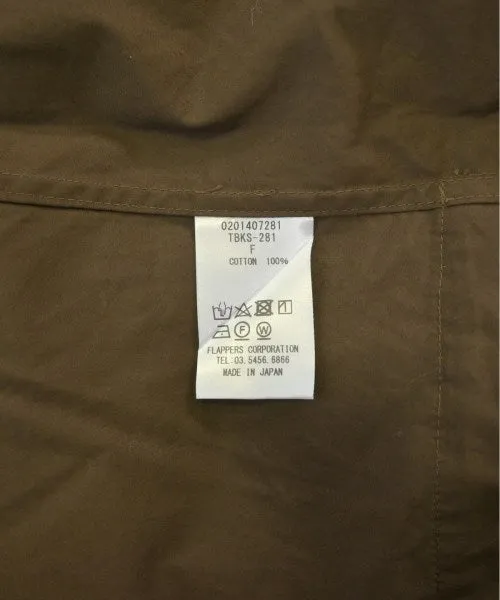 0201407281
TBKS-281
F
COTTON 100%
F W
FLAPPERS CORPORATION
TEL:03.5456.6866
MADE IN JAPAN